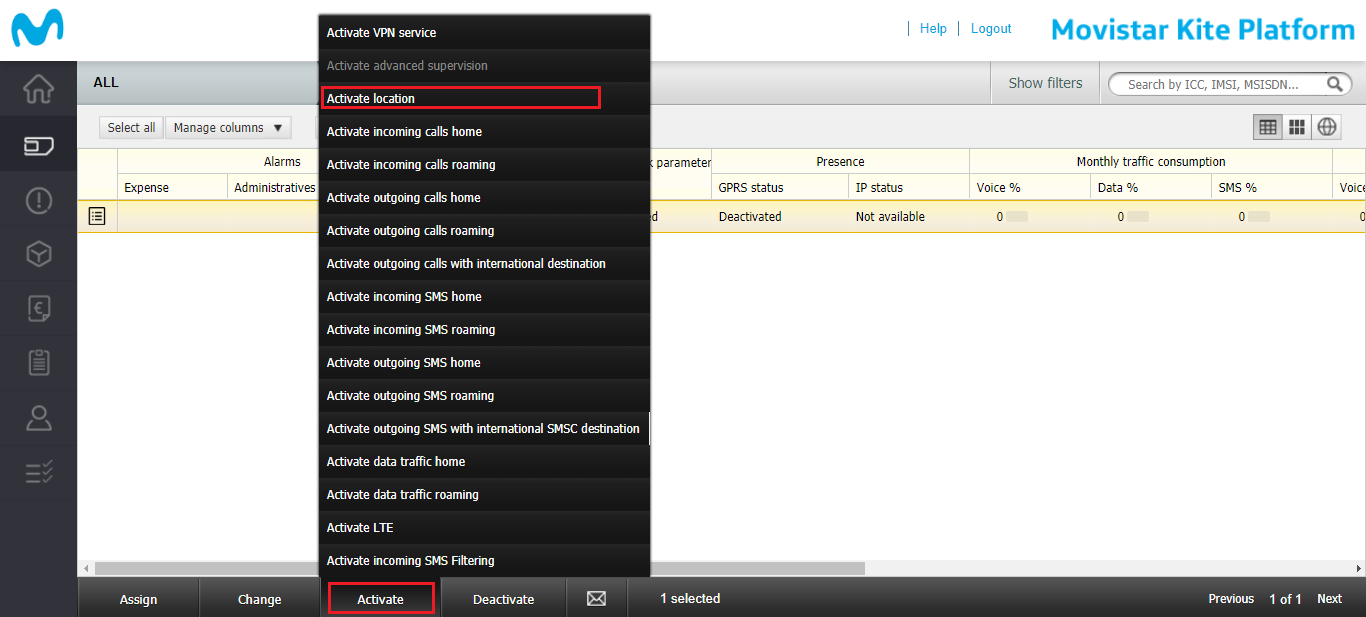 Help
Logout
Movistar Kite Platform
ALL
Show filters
Search by ICC, IMSI, MSISDN...
Select all
Manage columns
Activate VPN service
Activate advanced supervision
Activate location
Activate incoming calls home
Activate incoming calls roaming
Activate outgoing calls home
Activate outgoing calls roaming
Activate outgoing calls with international destination
Activate incoming SMS home
Activate incoming SMS roaming
Activate outgoing SMS home
Activate outgoing SMS roaming
Activate outgoing SMS with international SMSC destination
Activate data traffic home
Activate data traffic roaming
Activate LTE
Activate incoming SMS Filtering
Alarms
parameter
Presence
Monthly traffic consumption
Expense
Administratives
GPRS status
IP status
Voice %
Data %
SMS %
Voice
Deactivated
Not available
0
0
0
0
Assign
Change
Activate
Deactivate
1 selected
Previous
1 of 1
Next